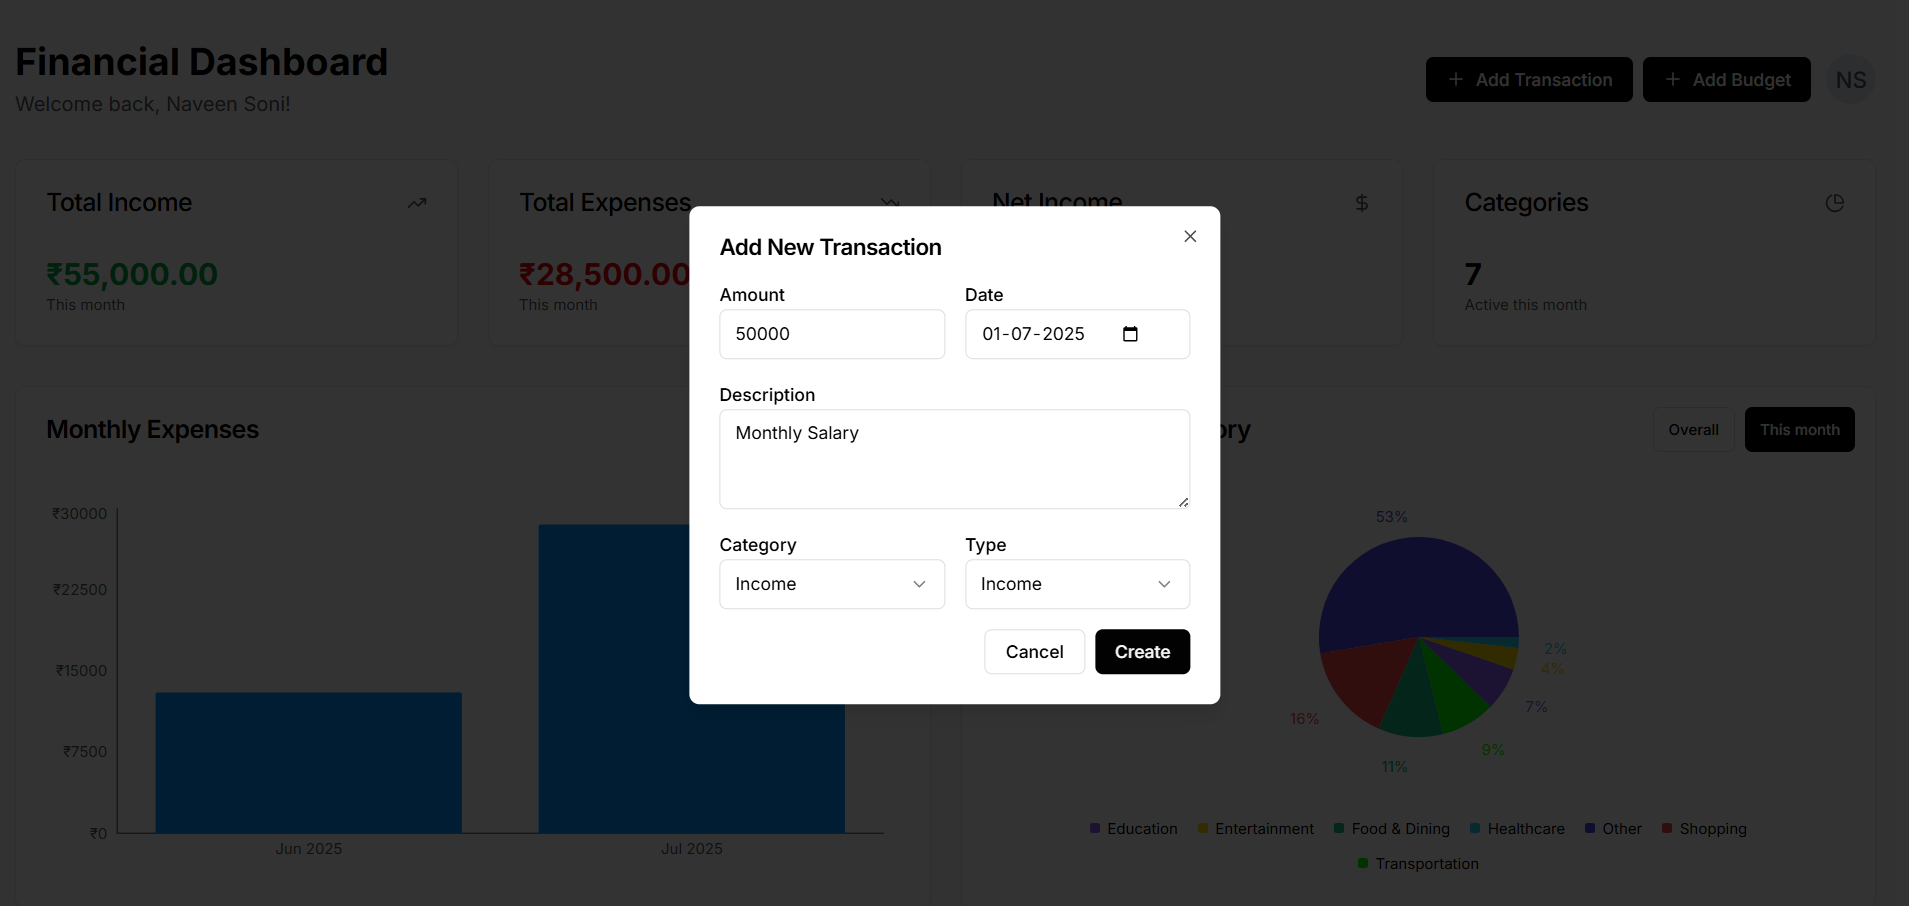 Financial Dashboard
Welcome back, Naveen Soni!
Add Transaction
Add Budget
NS
Total Income
₹55,000.00
This month
Total Expenses
₹28,500.00
This month
Net Income
Categories
7
Active this month
Add New Transaction
Amount
Date
50000
01-07-2025
Description
Monthly Salary
Category
Type
Income
Income
Cancel
Create
Monthly Expenses
₹30000
₹22500
₹15000
₹7500
₹0
Jun 2025
Jul 2025
Overall
This month
53%
2%
4%
7%
16%
9%
11%
Education
Entertainment
Food & Dining
Healthcare
Other
Shopping
Transportation